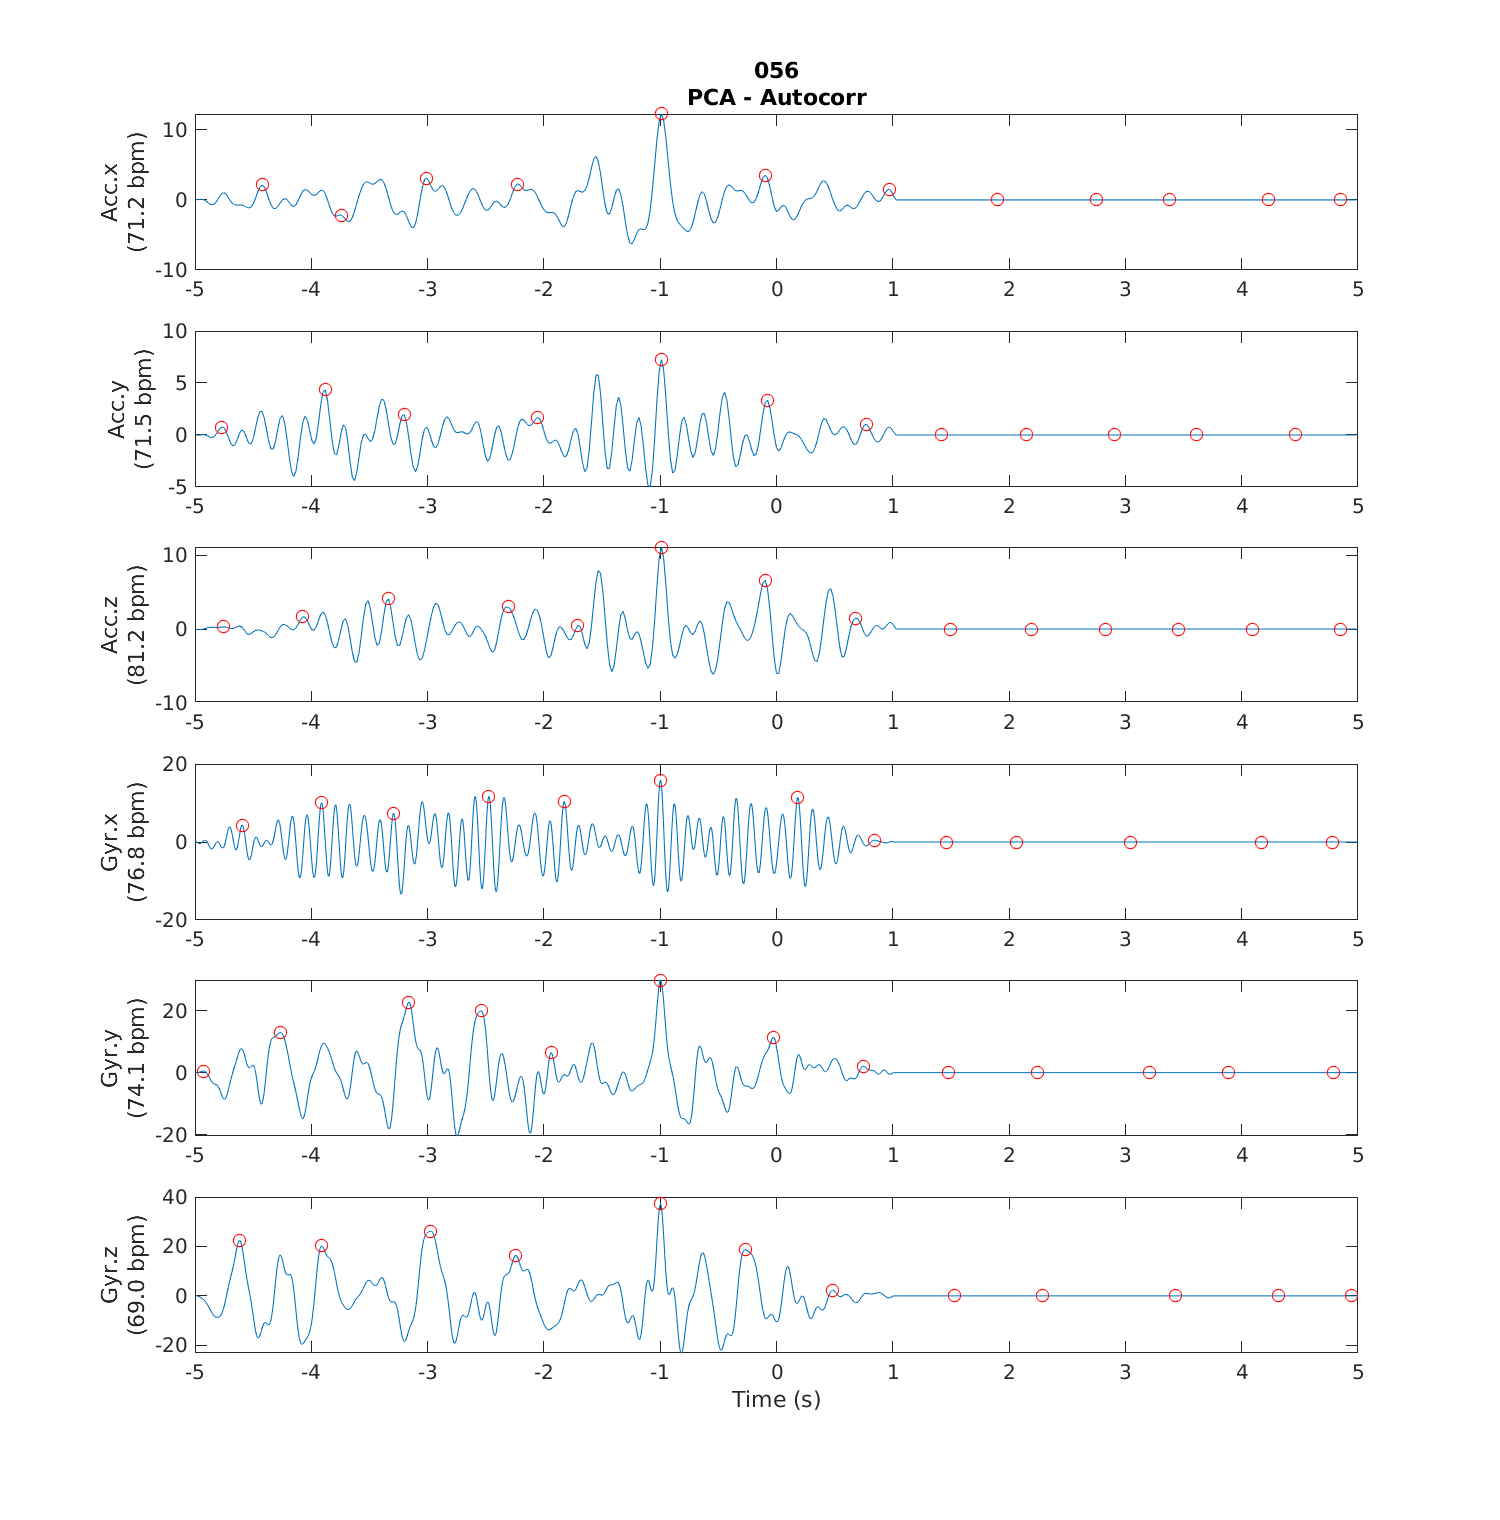 056
PCA - Autocorr
Acc.x
(71.2 bpm)
10
0
-10
-5 -4 -3 -2 -1 0 1 2 3 4 5
Acc.y
(71.5 bpm)
10
5
0
-5
-5 -4 -3 -2 -1 0 1 2 3 4 5
Acc.z
(81.2 bpm)
10
0
-10
-5 -4 -3 -2 -1 0 1 2 3 4 5
Gyr.x
(76.8 bpm)
20
0
-20
-5 -4 -3 -2 -1 0 1 2 3 4 5
Gyr.y
(74.1 bpm)
20
0
-20
-5 -4 -3 -2 -1 0 1 2 3 4 5
Gyr.z
(69.0 bpm)
40
20
0
-20
-5 -4 -3 -2 -1 0 1 2 3 4 5
Time (s)